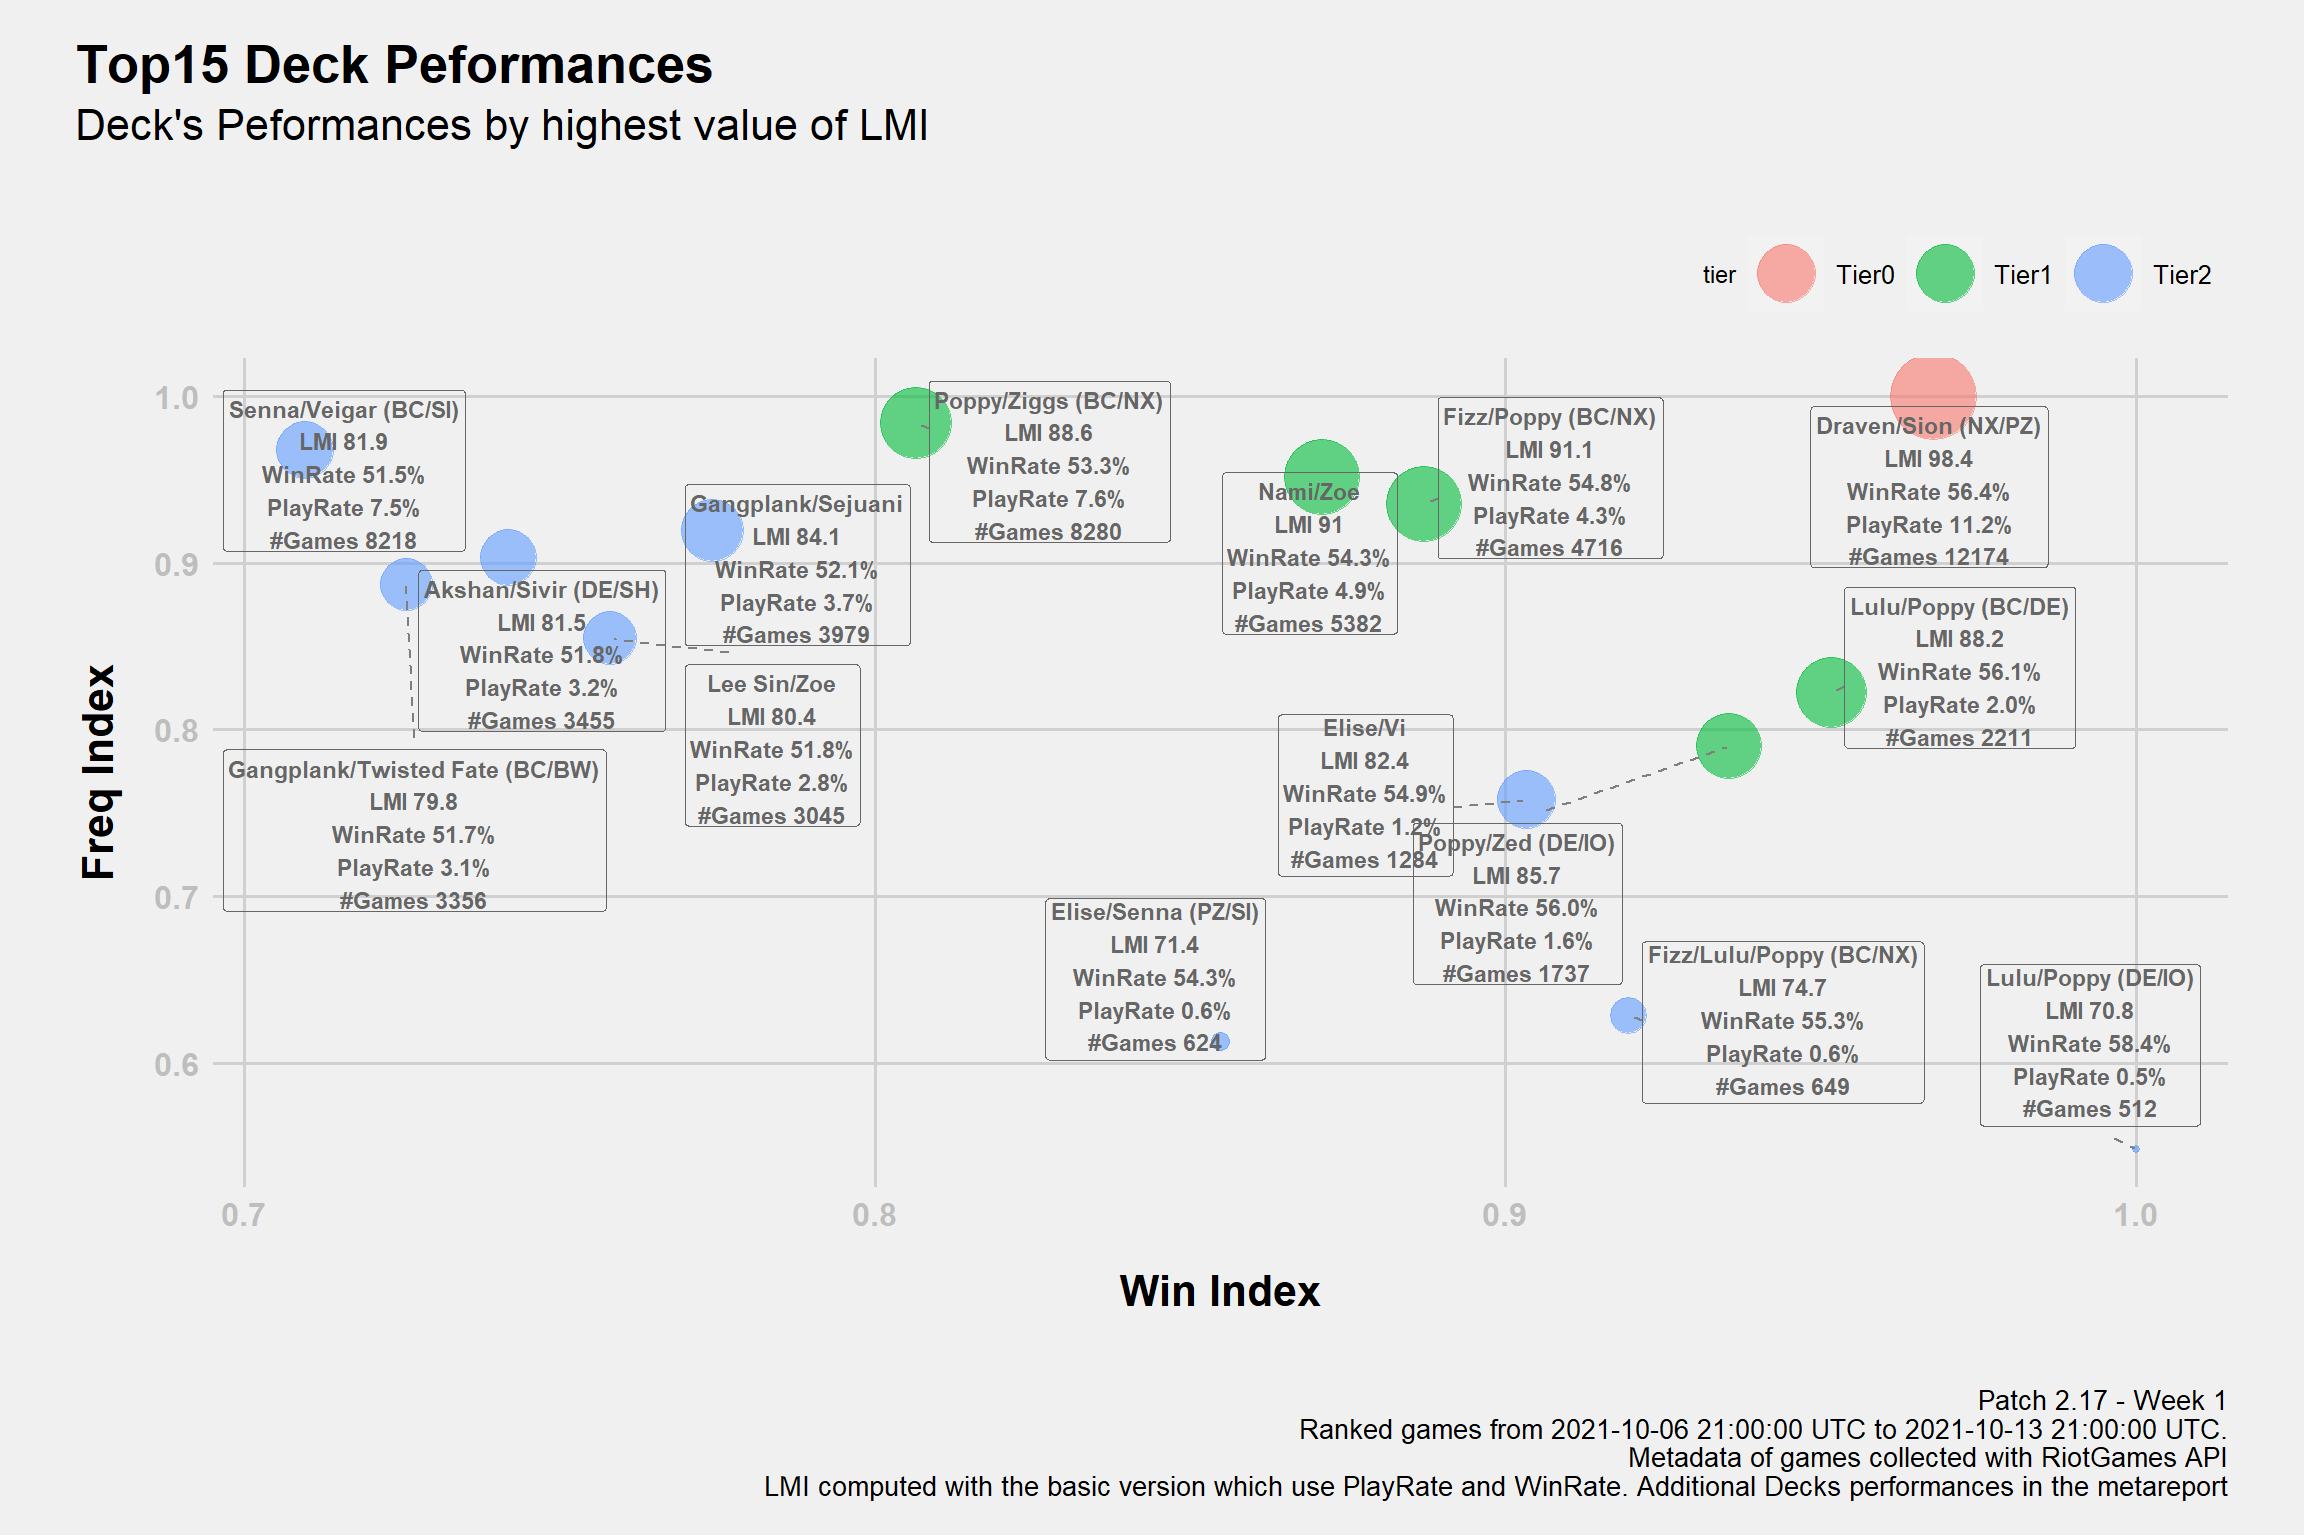 Top15 Deck Peformances
Deck's Peformances by highest value of LMI
tier
Tier0
Tier1
Tier2
Freq Index
1.0
0.9
0.8
0.7
0.6
Senna/Veigar (BC/SI)
LMI 81.9
WinRate 51.5%
PlayRate 7.5%
#Games 8218
Poppy/Ziggs (BC/NX)
LMI 88.6
WinRate 53.3%
PlayRate 7.6%
#Games 8280
Fizz/Poppy (BC/NX)
LMI 91.1
WinRate 54.8%
PlayRate 4.3%
#Games 4716
Draven/Sion (NX/PZ)
LMI 98.4
WinRate 56.4%
PlayRate 11.2%
#Games 12174
Nami/Zoe
LMI 91
WinRate 54.3%
PlayRate 4.9%
#Games 5382
Gangplank/Sejuani
LMI 84.1
WinRate 52.1%
PlayRate 3.7%
#Games 3979
Akshan/Sivir (DE/SH)
LMI 81.5
WinRate 51.8%
PlayRate 3.2%
#Games 3455
Lulu/Poppy (BC/DE)
LMI 88.2
WinRate 56.1%
PlayRate 2.0%
#Games 2211
Lee Sin/Zoe
LMI 80.4
WinRate 51.8%
PlayRate 2.8%
#Games 3045
Elise/Vi
LMI 82.4
WinRate 54.9%
PlayRate 1.2%
#Games 1284
Gangplank/Twisted Fate (BC/BW)
LMI 79.8
WinRate 51.7%
PlayRate 3.1%
#Games 3356
Poppy/Zed (DE/IO)
LMI 85.7
WinRate 56.0%
PlayRate 1.6%
#Games 1737
Elise/Senna (PZ/SI)
LMI 71.4
WinRate 54.3%
PlayRate 0.6%
#Games 624
Fizz/Lulu/Poppy (BC/NX)
LMI 74.7
WinRate 55.3%
PlayRate 0.6%
#Games 649
Lulu/Poppy (DE/IO)
LMI 70.8
WinRate 58.4%
PlayRate 0.5%
#Games 512
0.7
0.8
0.9
1.0
Win Index
Patch 2.17 - Week 1
Ranked games from 2021-10-06 21:00:00 UTC to 2021-10-13 21:00:00 UTC.
Metadata of games collected with RiotGames API
LMI computed with the basic version which use PlayRate and WinRate. Additional Decks performances in the metareport